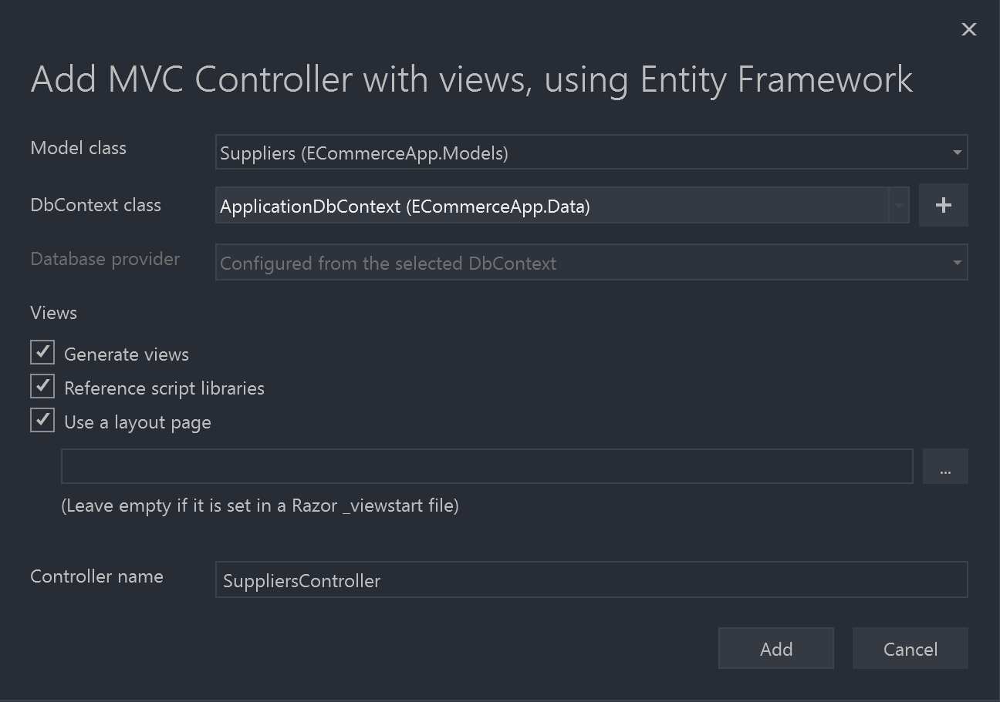 Add MVC Controller with views, using Entity Framework
Model class
Suppliers (ECommerceApp.Models)
DbContext class
ApplicationDbContext (ECommerceApp.Data)
Database provider
Configured from the selected DbContext
Views
Generate views
Reference script libraries
Use a layout page
...
(Leave empty if it is set in a Razor _viewstart file)
Controller name
SuppliersController
Add
Cancel